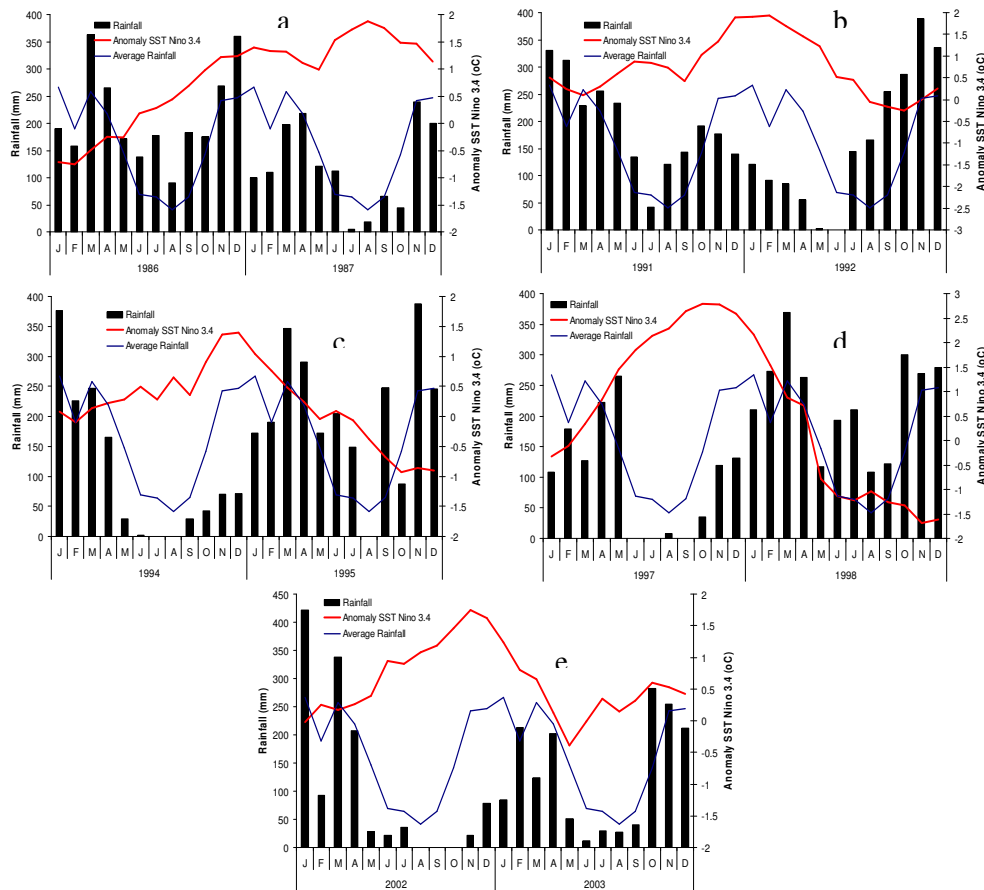 a
Rainfall
Anomaly SST Nino 3.4
Average Rainfall
Rainfall (mm)
Anomaly SST Nino 3.4 (oC)
400
350
300
250
200
150
100
50
0
2
1.5
1
0.5
0
-0.5
-1
-1.5
-2
J F M A M J J A S O N D J F M A M J J A S O N D
1986 1987
b
Rainfall
Anomaly SST Nino 3.4
Average Rainfall
Rainfall (mm)
Anomaly SST Nino 3.4 (oC)
400
350
300
250
200
150
100
50
0
2
1.5
1
0.5
0
-0.5
-1
-1.5
-2
-2.5
-3
J F M A M J J A S O N D J F M A M J J A S O N D
1991 1992
c
Rainfall
Anomaly SST Nino 3.4
Average Rainfall
Rainfall (mm)
Anomaly SST Nino 3.4 (oC)
400
350
300
250
200
150
100
50
0
2
1.5
1
0.5
0
-0.5
-1
-1.5
-2
J F M A M J J A S O N D J F M A M J J A S O N D
1994 1995
d
Rainfall
Anomaly SST Nino 3.4
Average Rainfall
Rainfall (mm)
Anomaly SST Nino 3.4 (oC)
400
350
300
250
200
150
100
50
0
3
2.5
2
1.5
1
0.5
0
-0.5
-1
-1.5
-2
J F M A M J J A S O N D J F M A M J J A S O N D
1997 1998
e
Rainfall
Anomaly SST Nino 3.4
Average Rainfall
Rainfall (mm)
Anomaly SST Nino 3.4 (oC)
450
400
350
300
250
200
150
100
50
0
2
1.5
1
0.5
0
-0.5
-1
-1.5
-2
J F M A M J J A S O N D J F M A M J J A S O N D
2002 2003